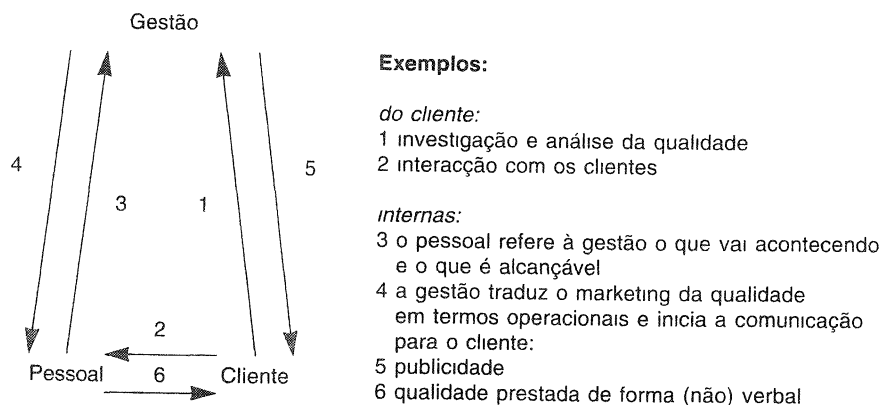 Gestão
4
3
1
5
2
Pessoal
6
Cliente
Exemplos:
do cliente:
1 investigação e análise da qualidade
2 interacção com os clientes
internas:
3 o pessoal refere à gestão o que vai acontecendo
e o que é alcançável
4 a gestão traduz o marketing da qualidade
em termos operacionais e inicia a comunicação
para o cliente:
5 publicidade
6 qualidade prestada de forma (não) verbal